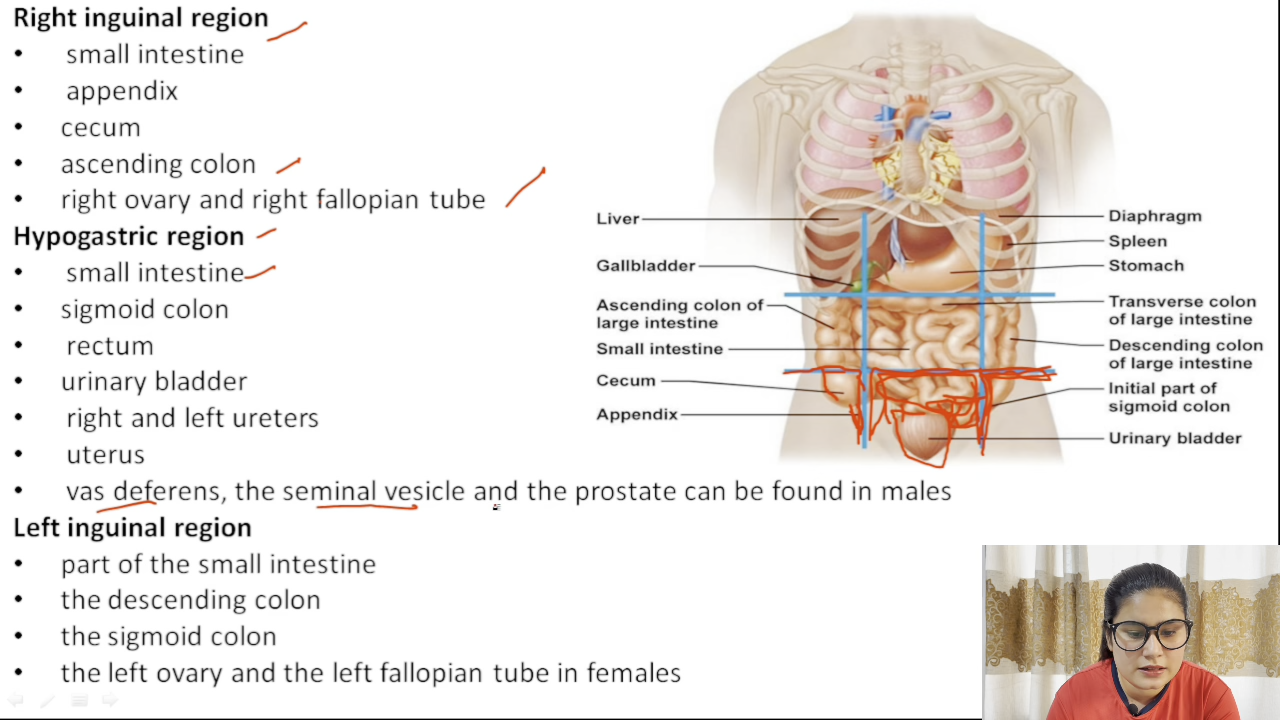 Right inguinal region
• small intestine
• appendix
• cecum
• ascending colon
• right ovary and right fallopian tube
Hypogastric region
• small intestine
• sigmoid colon
• rectum
• urinary bladder
• right and left ureters
• uterus
• vas deferens, the seminal vesicle and the prostate can be found in males
Left inguinal region
• part of the small intestine
• the descending colon
• the sigmoid colon
• the left ovary and the left fallopian tube in females
Liver
Gallbladder
Ascending colon of
large intestine
Small intestine
Cecum
Appendix
Diaphragm
Spleen
Stomach
Transverse colon
of large intestine
Descending colon
of large intestine
Initial part of
sigmoid colon
Urinary bladder